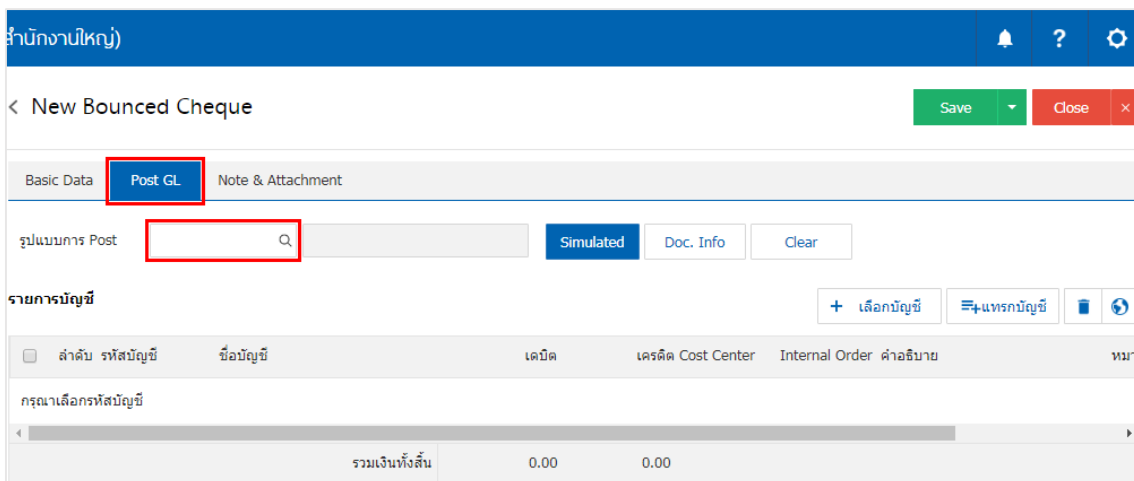 สำนักงานใหญ่)
?
< New Bounced Cheque Save Close ×
Basic Data Post GL Note & Attachment
รูปแบบการ Post Simulated Doc. Info Clear
รายการบัญชี + เลือกบัญชี แทรกบัญชี
ลำดับ รหัสบัญชี ชื่อบัญชี เดบิต เครดิต Cost Center Internal Order คำอธิบาย หมา
กรุณาเลือกรหัสบัญชี
รวมเงินทั้งสิ้น 0.00 0.00